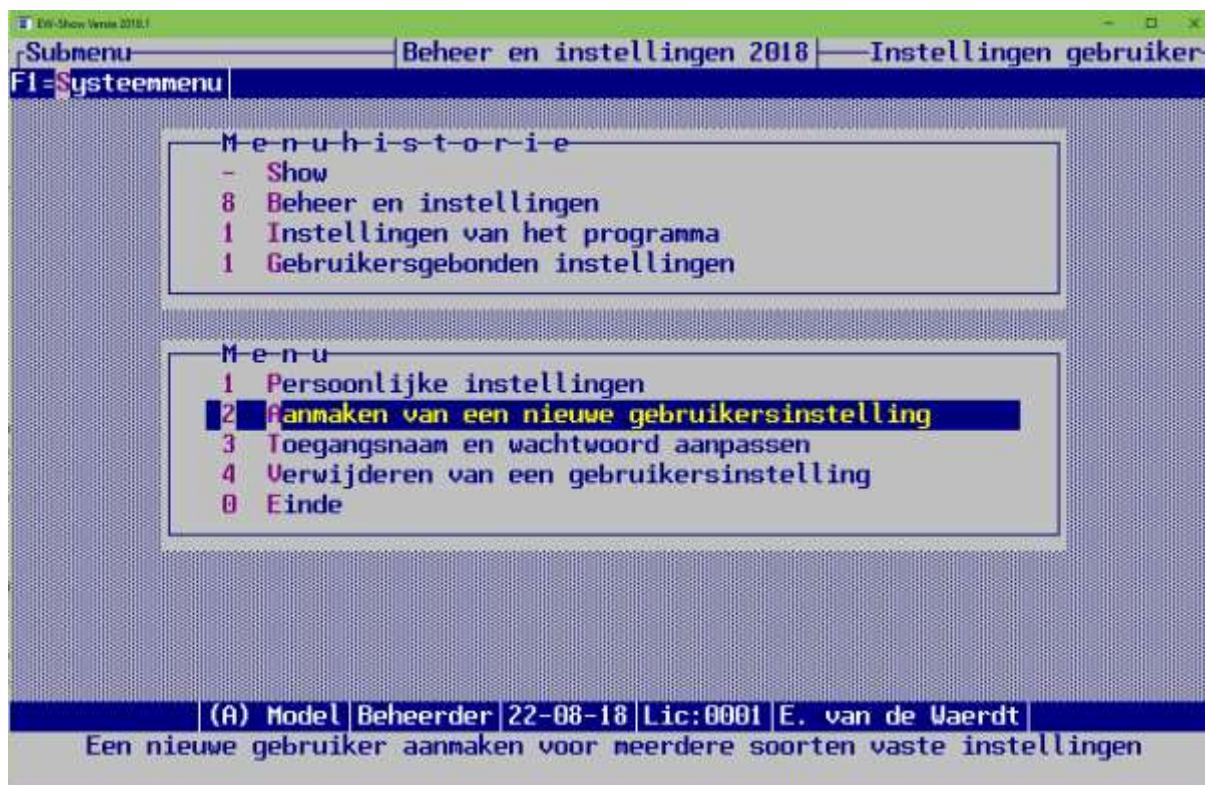 EW-Show Versie 2018.1
Submenu Beheer en instellingen 2018 Instellingen gebruiker
F1=Systeemmenu
Menuhistorie
- Show
8 Beheer en instellingen
1 Instellingen van het programma
1 Gebruikersgebonden instellingen
Menu
1 Persoonlijke instellingen
2 Aanmaken van een nieuwe gebruikersinstelling
3 Toegangsnaam en wachtwoord aanpassen
4 Verwijderen van een gebruikersinstelling
0 Einde
(A) Model|Beheerder|22-08-18|Lic:0001|E. van de Waerdt|
Een nieuwe gebruiker aanmaken voor meerdere soorten vaste instellingen